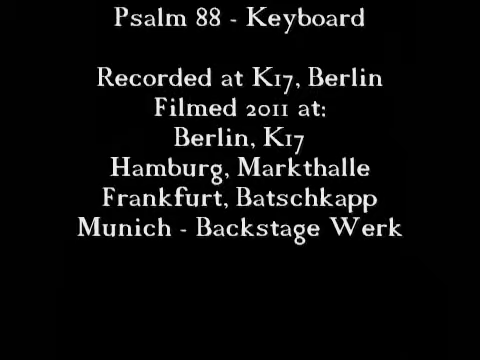 Psalm 88 - Keyboard
Recorded at K17, Berlin
Filmed 2011 at:
Berlin, K17
Hamburg, Markthalle
Frankfurt, Batschkapp
Munich - Backstage Werk